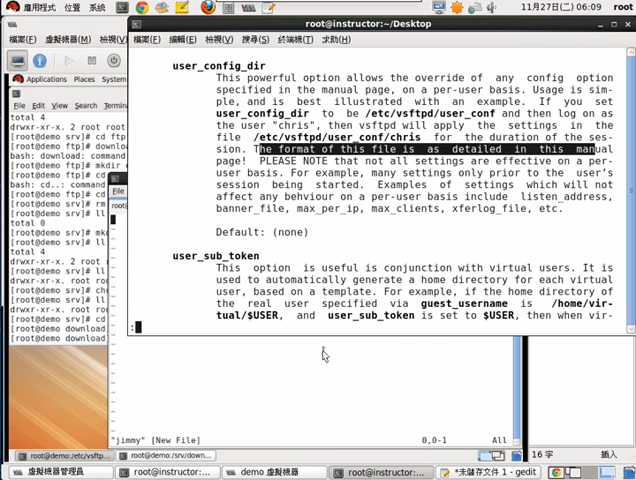 應用程式 位置 系統
11月27日(二) 06:09 root
root@instructor:~/Desktop
檔案(F) 虛擬機器(M) 檢視(V)
檔案(F) 編輯(E) 檢視(V) 搜尋(S) 終端機(T) 求助(H)
Applications Places
File Edit View Search Terminal
total 4
drwxr-xr-x. 2 root root
[root@demo srv]# cd ftp
[root@demo ftp]# downloa
bash: download: command
[root@demo ftp]# mkdir d
[root@demo ftp]# cd
bash: cd..: command
[root@demo ftp]# cd
[root@demo srv]# rm
[root@demo srv]# ll
total 0
[root@demo srv]# mkd
[root@demo srv]# ll
total 4
drwxr-xr-x. 2 root
[root@demo srv]# ll
drwxr-xr-x. 2 root
[root@demo srv]# cho
[root@demo srv]# ll
drwxr-xr-x. 2 root
[root@demo srv]# cd
[root@demo download
[root@demo download
File
root@
user_config_dir
This powerful option allows the override of any config option
specified in the manual page, on a per-user basis. Usage is sim-
ple, and is best illustrated with an example. If you set
user_config_dir to be /etc/vsftpd/user_conf and then log on as
the user "chris", then vsftpd will apply the settings in the
file /etc/vsftpd/user_conf/chris for the duration of the ses-
sion. The format of this file is as detailed in this manual
page! PLEASE NOTE that not all settings are effective on a per-
user basis. For example, many settings only prior to the user's
session being started. Examples of settings which will not
affect any behviour on a per-user basis include listen_address,
banner_file, max_per_ip, max_clients, xferlog_file, etc.
Default: (none)
user_sub_token
This option is useful is conjunction with virtual users. It is
used to automatically generate a home directory for each virtual
user, based on a template. For example, if the home directory of
the real user specified via guest_username is /home/vir-
tual/$USER, and user_sub_token is set to $USER, then when vir-
:
"jimmy" [New File] 0,0-1 All
root@demo:/etc/vsftp... root@demo:/srv/down...
16 字 插入
虛擬機器管理員 root@instructor:... demo 虛擬機器 root@instructor:... *未儲存文件 1 - gedit